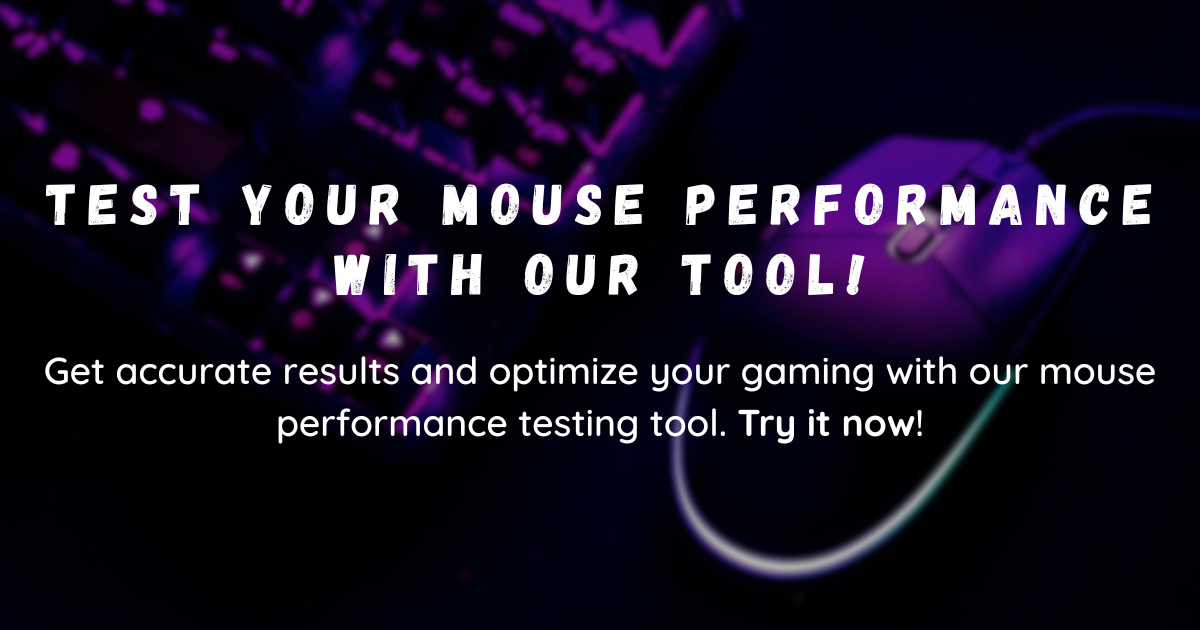 TEST YOUR MOUSE PERFORMANCE
WITH OUR TOOL!
Get accurate results and optimize your gaming with our mouse
performance testing tool. Try it now!